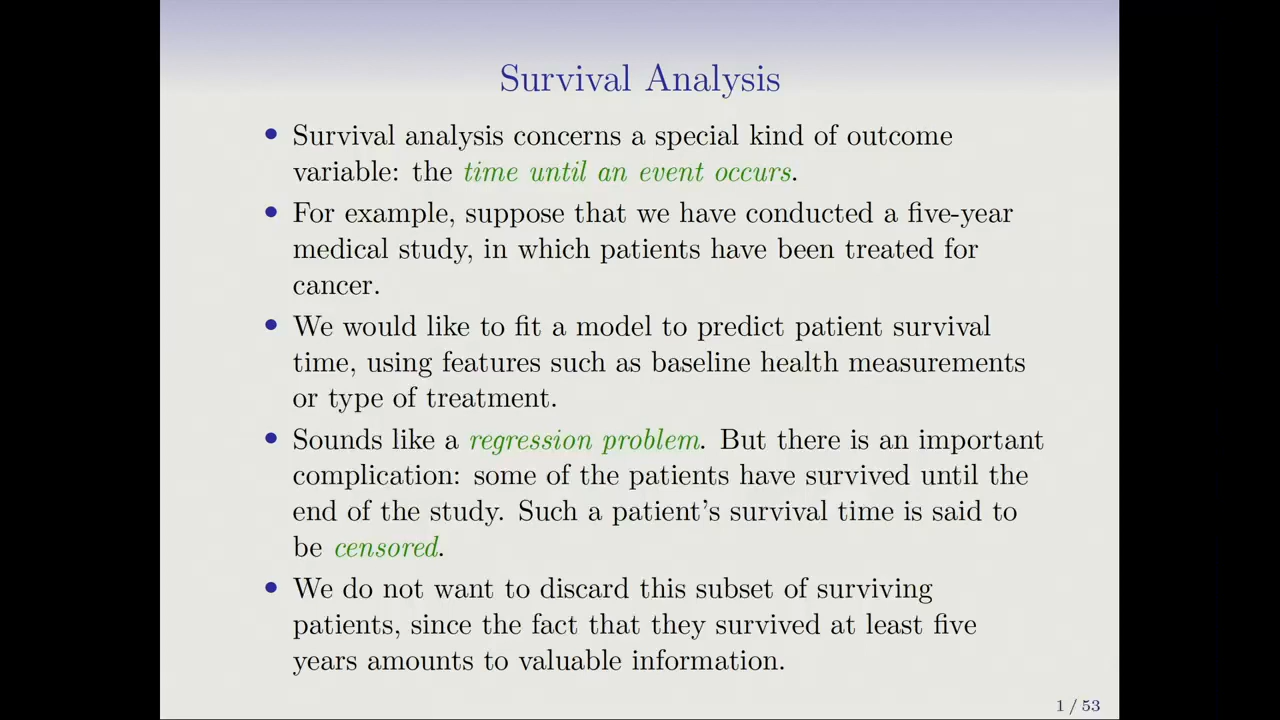 Survival Analysis
• Survival analysis concerns a special kind of outcome
variable: the time until an event occurs.
• For example, suppose that we have conducted a five-year
medical study, in which patients have been treated for
cancer.
• We would like to fit a model to predict patient survival
time, using features such as baseline health measurements
or type of treatment.
• Sounds like a regression problem. But there is an important
complication: some of the patients have survived until the
end of the study. Such a patient's survival time is said to
be censored.
• We do not want to discard this subset of surviving
patients, since the fact that they survived at least five
years amounts to valuable information.
1 / 53